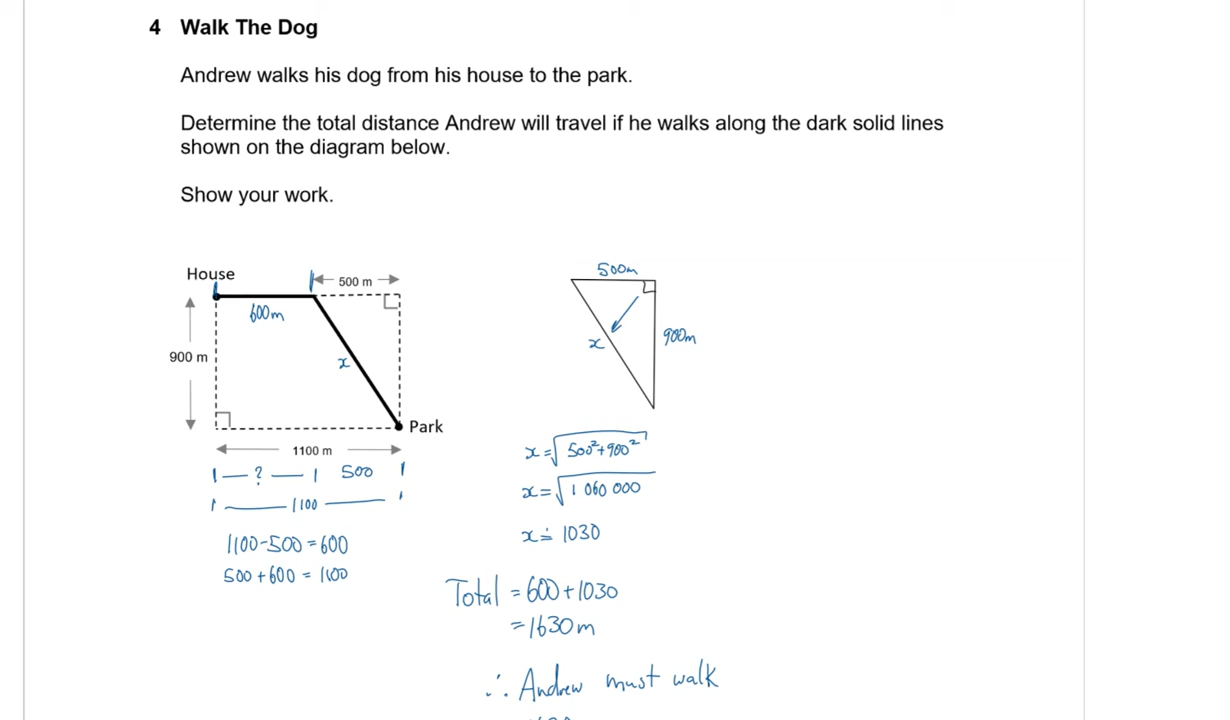 4 Walk The Dog
Andrew walks his dog from his house to the park.
Determine the total distance Andrew will travel if he walks along the dark solid lines
shown on the diagram below.
Show your work.
House
500 m
600m
900 m
x
Park
1100 m
? 500
1100
1100-500=600
500+600=1100
500m
900m
x
x=√500²+900²
x=√1 060 000
x≐1030
Total =600+1030
=1630m
∴ Andrew must walk